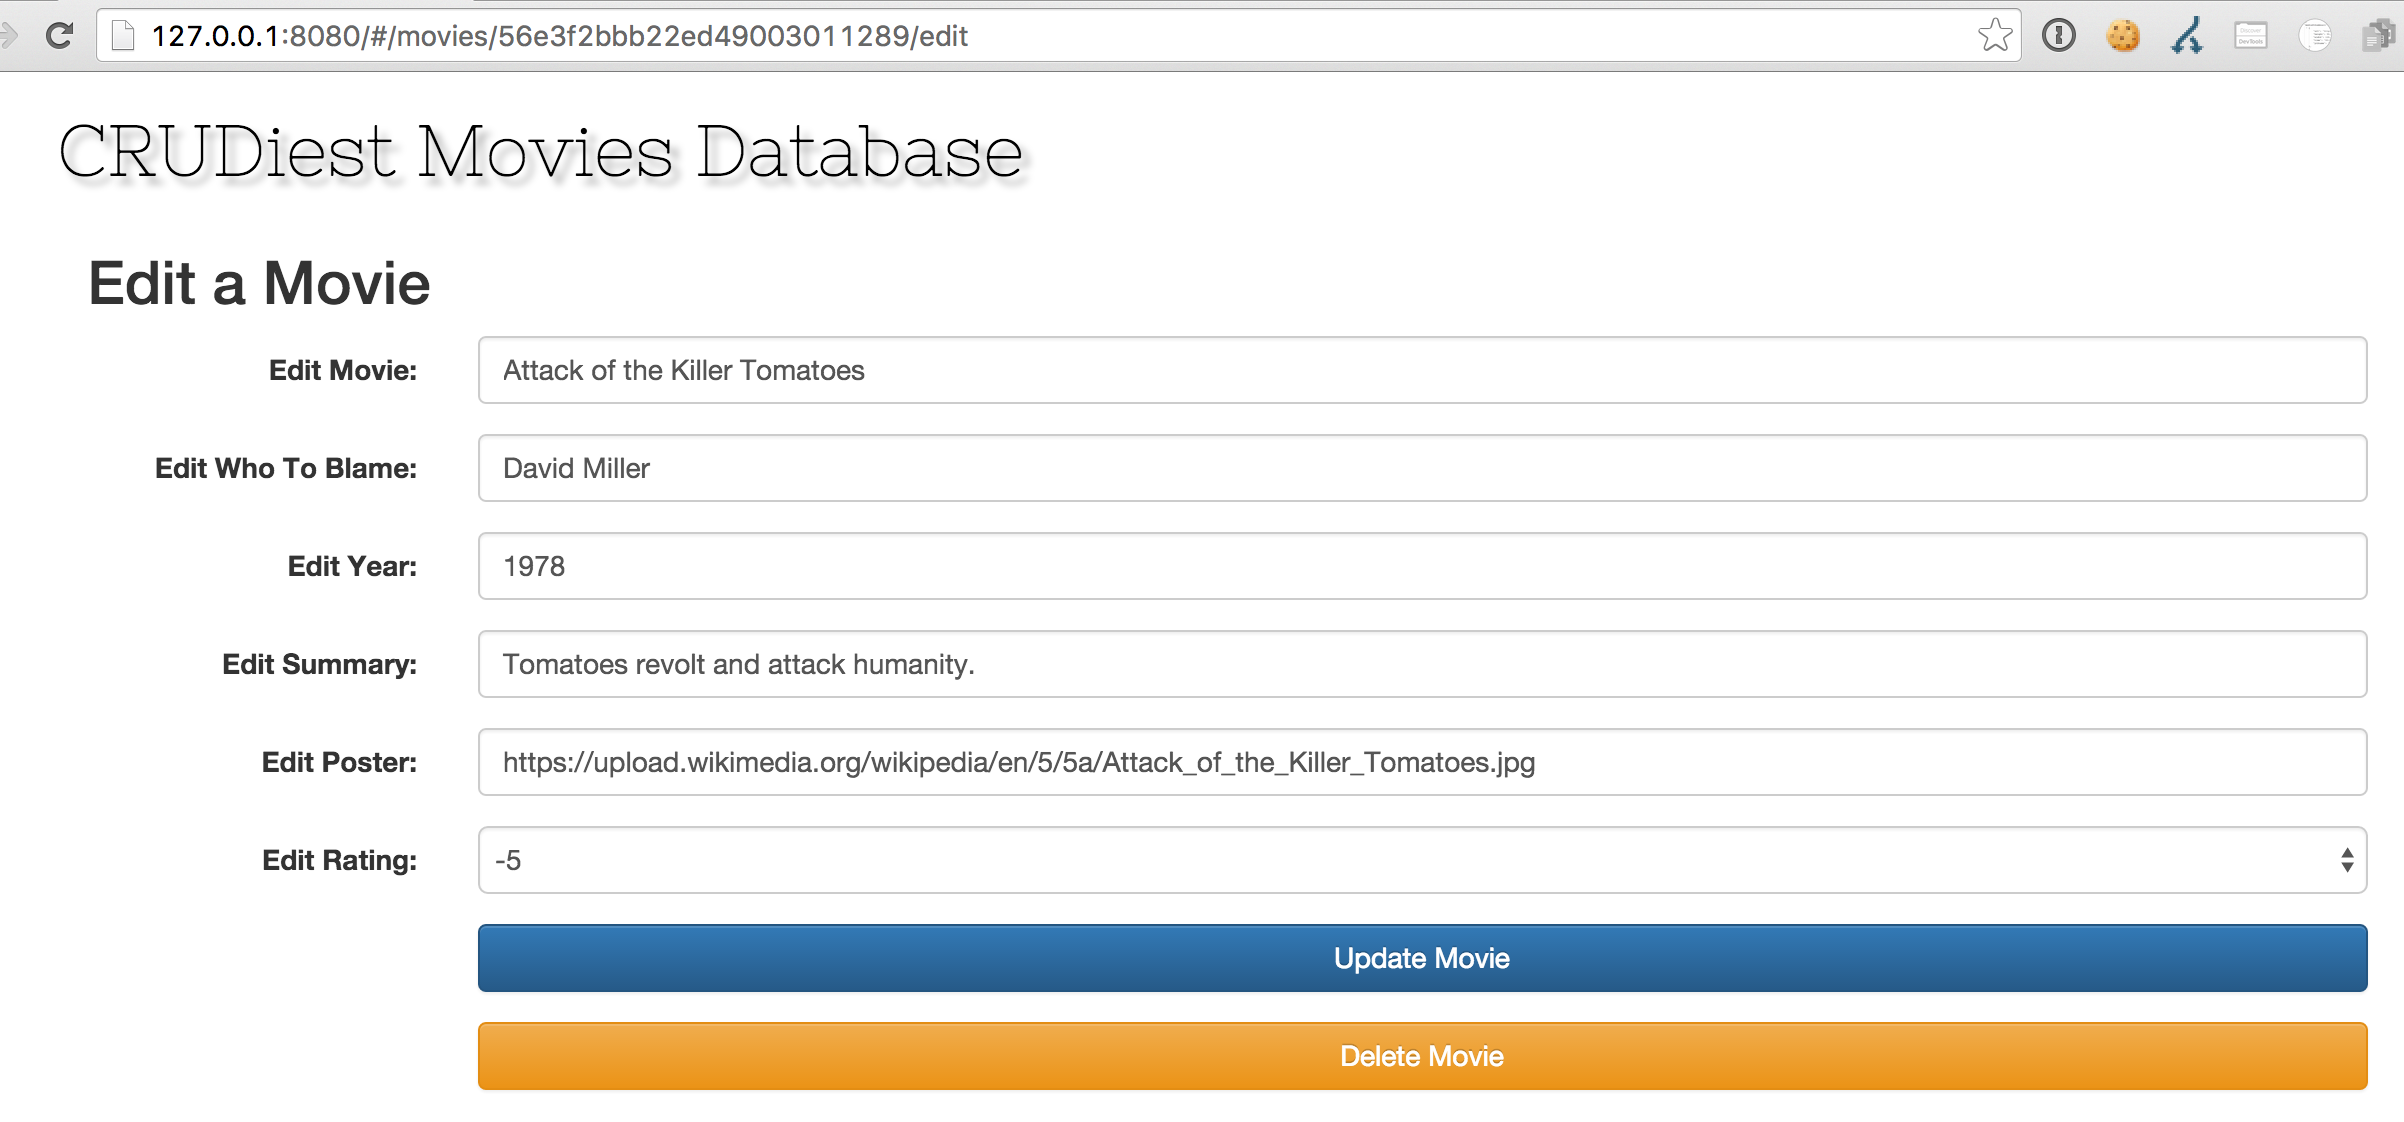 127.0.0.1:8080/#/movies/56e3f2bbb22ed49003011289/edit
CRUDiest Movies Database
Edit a Movie
Edit Movie: Attack of the Killer Tomatoes
Edit Who To Blame: David Miller
Edit Year: 1978
Edit Summary: Tomatoes revolt and attack humanity.
Edit Poster: https://upload.wikimedia.org/wikipedia/en/5/5a/Attack_of_the_Killer_Tomatoes.jpg
Edit Rating: -5
Update Movie
Delete Movie